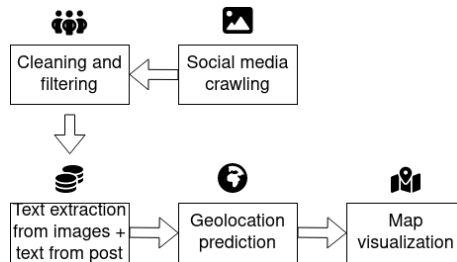 Cleaning and
filtering
Social media
crawling
Text extraction
from images +
text from post
Geolocation
prediction
Map
visualization